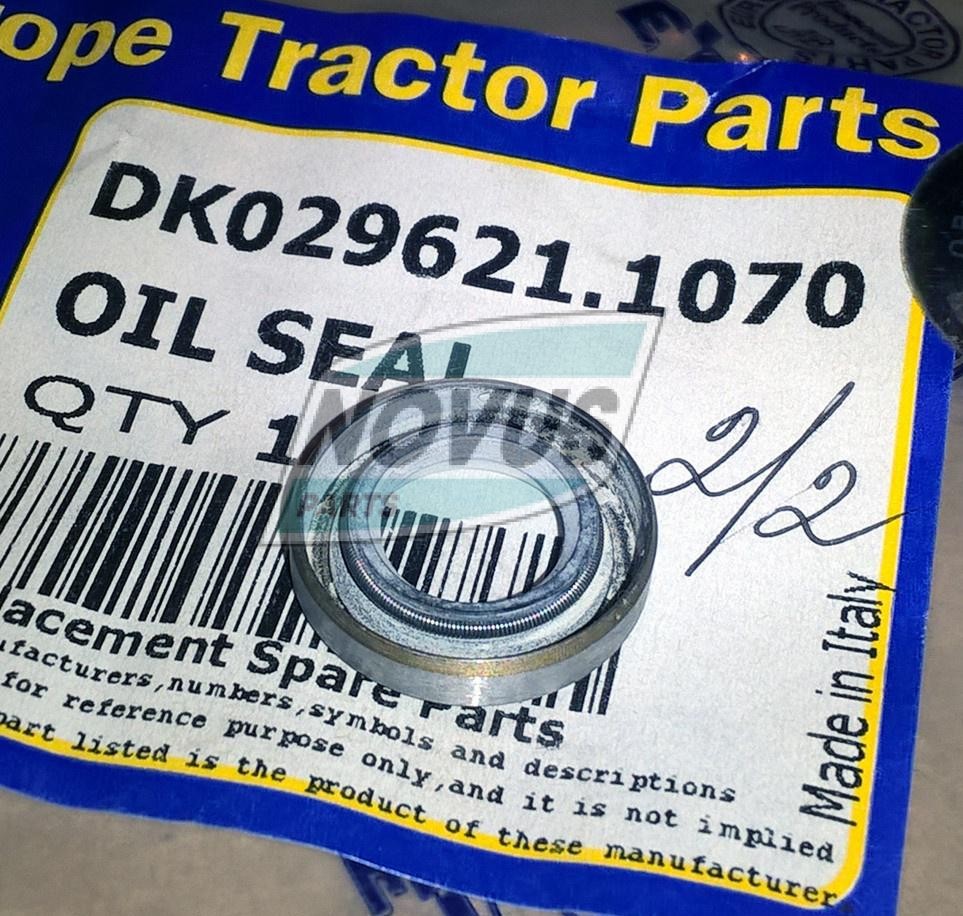 ope Tractor Parts
DK029621.1070
OIL SEAL
QTY 1
2/2
NOVUS
PARTS
Made in Italy
acement Spare Parts
ufacturers,numbers,symbols and descriptions
for reference purpose only,and it is not implied
part listed is the product of these manufacturer